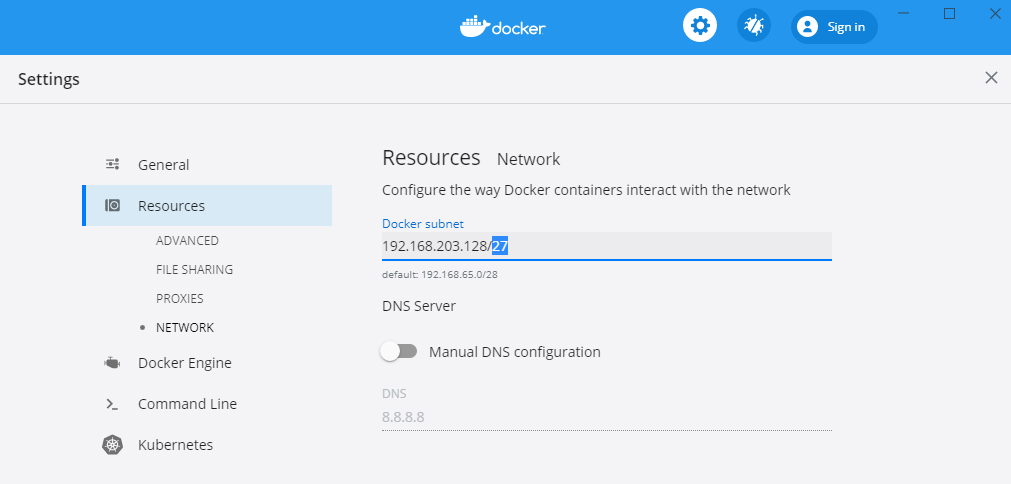 docker
Sign in
Settings
General
Resources
ADVANCED
FILE SHARING
PROXIES
NETWORK
Docker Engine
Command Line
Kubernetes
Resources Network
Configure the way Docker containers interact with the network
Docker subnet
192.168.203.128/27
default: 192.168.65.0/28
DNS Server
Manual DNS configuration
DNS
8.8.8.8